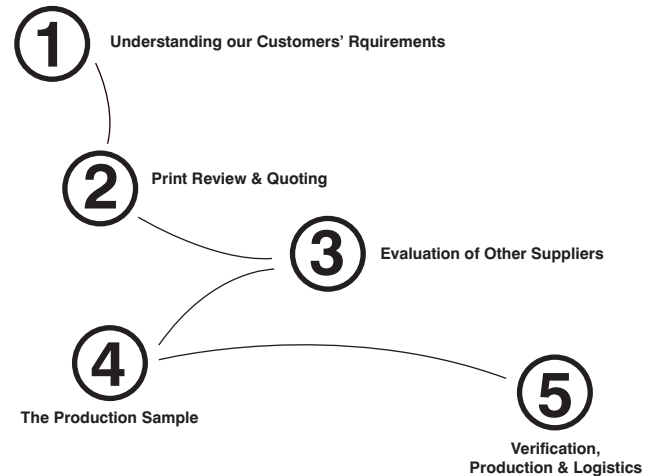 1
Understanding our Customers’ Rquirements
2
Print Review & Quoting
3
Evaluation of Other Suppliers
4
The Production Sample
5
Verification,
Production & Logistics